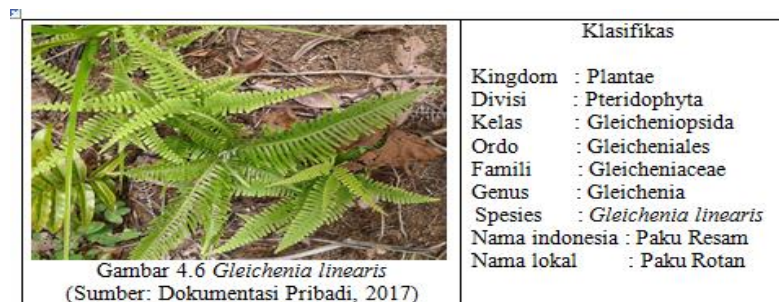 Gambar 4.6 Gleichenia linearis
(Sumber: Dokumentasi Pribadi, 2017)
Klasifikas
Kingdom : Plantae
Divisi : Pteridophyta
Kelas : Gleicheniopsida
Ordo : Gleicheniales
Famili : Gleicheniaceae
Genus : Gleichenia
Spesies : Gleichenia linearis
Nama indonesia : Paku Resam
Nama lokal : Paku Rotan